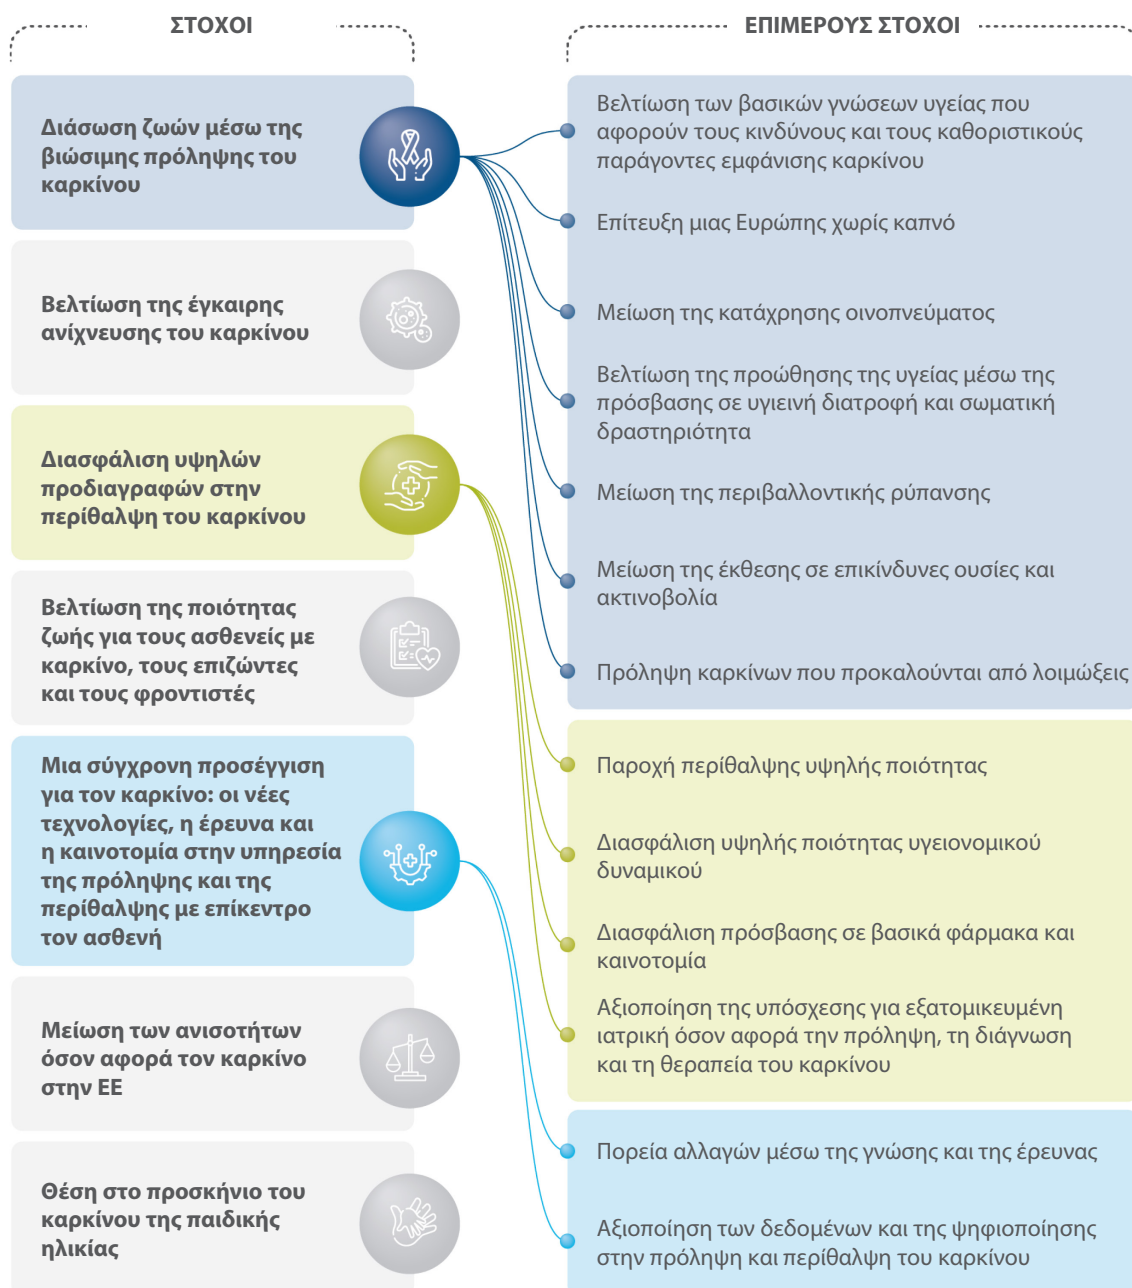 ΣΤΟΧΟΙ
Διάσωση ζωών μέσω της
βιώσιμης πρόληψης του
καρκίνου
Βελτίωση της έγκαιρης
ανίχνευσης του καρκίνου
Διασφάλιση υψηλών
προδιαγραφών στην
περίθαλψη του καρκίνου
Βελτίωση της ποιότητας
ζωής για τους ασθενείς με
καρκίνο, τους επιζώντες
και τους φροντιστές
Μια σύγχρονη προσέγγιση
για τον καρκίνο: οι νέες
τεχνολογίες, η έρευνα και
η καινοτομία στην υπηρεσία
της πρόληψης και της
περίθαλψης με επίκεντρο
τον ασθενή
Μείωση των ανισοτήτων
όσον αφορά τον καρκίνο
στην ΕΕ
Θέση στο προσκήνιο του
καρκίνου της παιδικής
ηλικίας
ΕΠΙΜΕΡΟΥΣ ΣΤΟΧΟΙ
Βελτίωση των βασικών γνώσεων υγείας που
αφορούν τους κινδύνους και τους καθοριστικούς
παράγοντες εμφάνισης καρκίνου
Επίτευξη μιας Ευρώπης χωρίς καπνό
Μείωση της κατάχρησης οινοπνεύματος
Βελτίωση της προώθησης της υγείας μέσω της
πρόσβασης σε υγιεινή διατροφή και σωματική
δραστηριότητα
Μείωση της περιβαλλοντικής ρύπανσης
Μείωση της έκθεσης σε επικίνδυνες ουσίες και
ακτινοβολία
Πρόληψη καρκίνων που προκαλούνται από λοιμώξεις
Παροχή περίθαλψης υψηλής ποιότητας
Διασφάλιση υψηλής ποιότητας υγειονομικού
δυναμικού
Διασφάλιση πρόσβασης σε βασικά φάρμακα και
καινοτομία
Αξιοποίηση της υπόσχεσης για εξατομικευμένη
ιατρική όσον αφορά την πρόληψη, τη διάγνωση
και τη θεραπεία του καρκίνου
Πορεία αλλαγών μέσω της γνώσης και της έρευνας
Αξιοποίηση των δεδομένων και της ψηφιοποίησης
στην πρόληψη και περίθαλψη του καρκίνου